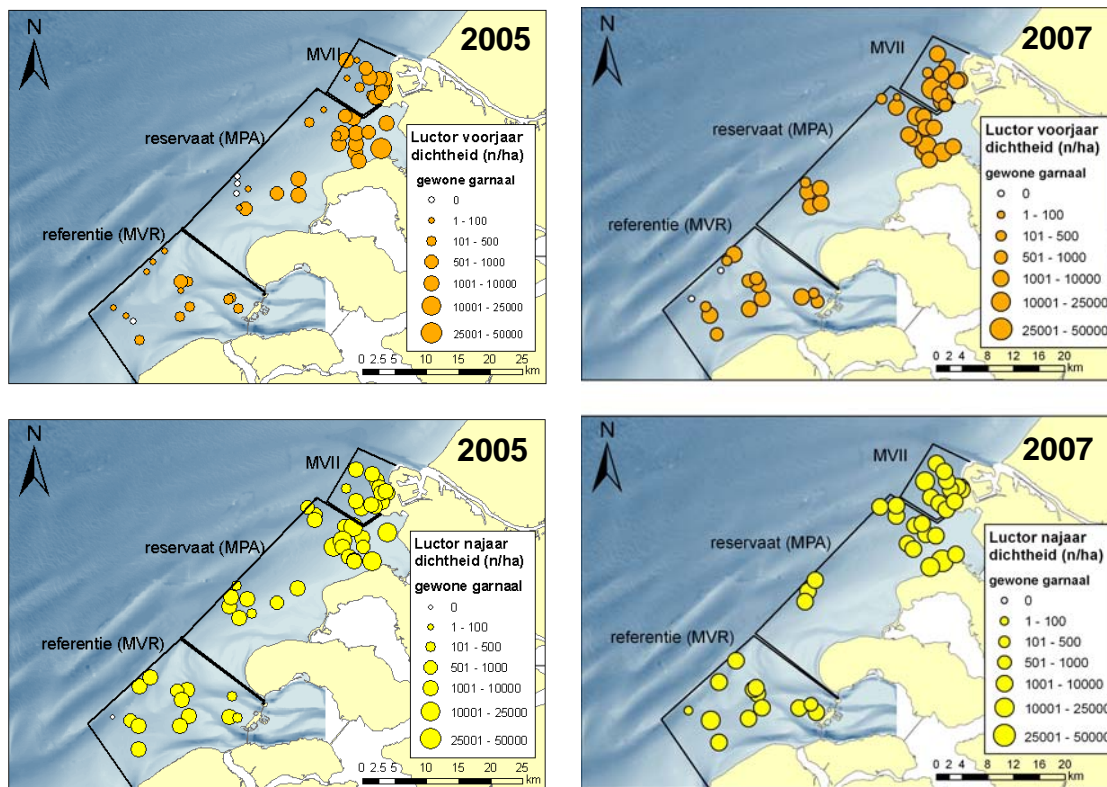 N
2005
MVII
reservaat (MPA)
referentie (MVR)
Luctor voorjaar
dichtheid (n/ha)
gewone garnaal
0
1 - 100
101 - 500
501 - 1000
1001 - 10000
10001 - 25000
25001 - 50000
0 2.5 5 10 15 20 25
km
N
2007
MVII
reservaat (MPA)
referentie (MVR)
Luctor voorjaar
dichtheid (n/ha)
gewone garnaal
0
1 - 100
101 - 500
501 - 1000
1001 - 10000
10001 - 25000
25001 - 50000
0 2 4 8 12 16 20
km
N
2005
MVII
reservaat (MPA)
referentie (MVR)
Luctor najaar
dichtheid (n/ha)
gewone garnaal
0
1 - 100
101 - 500
501 - 1000
1001 - 10000
10001 - 25000
25001 - 50000
0 2.5 5 10 15 20 25
km
N
2007
MVII
reservaat (MPA)
referentie (MVR)
Luctor najaar
dichtheid (n/ha)
gewone garnaal
0
1 - 100
101 - 500
501 - 1000
1001 - 10000
10001 - 25000
25001 - 50000
0 2 4 8 12 16 20
km